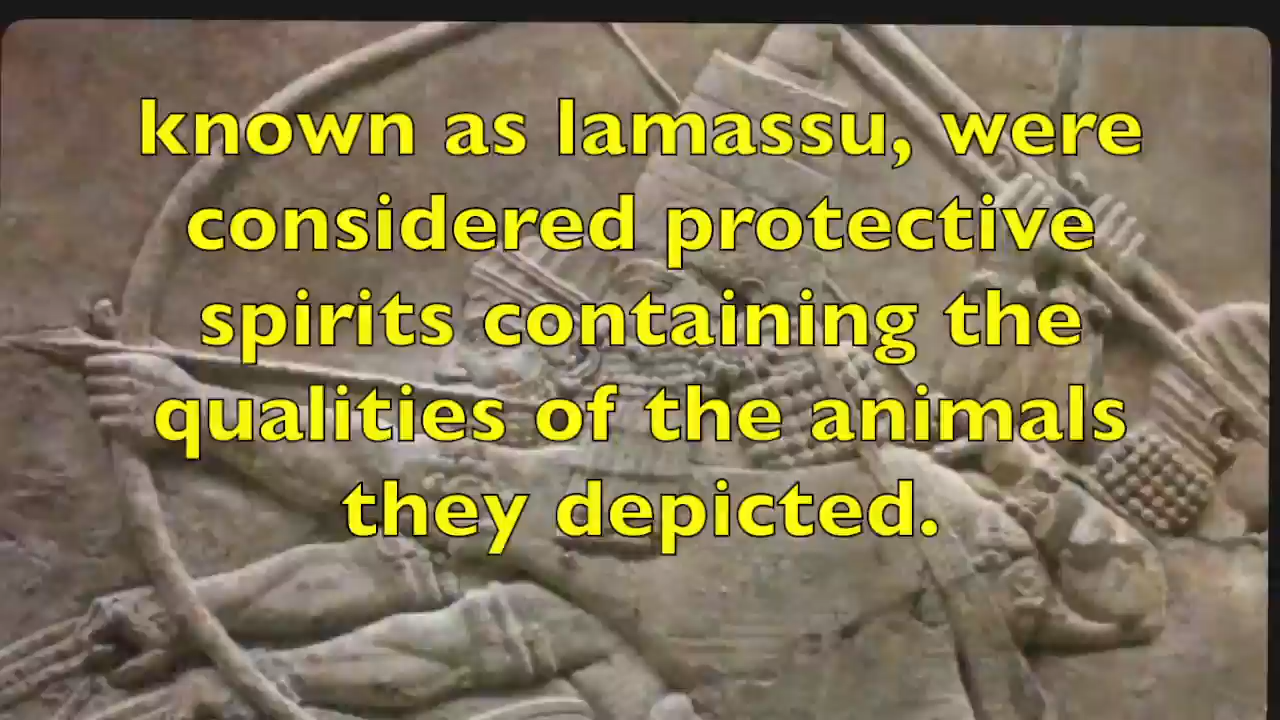 known as lamassu, were
considered protective
spirits containing the
qualities of the animals
they depicted.